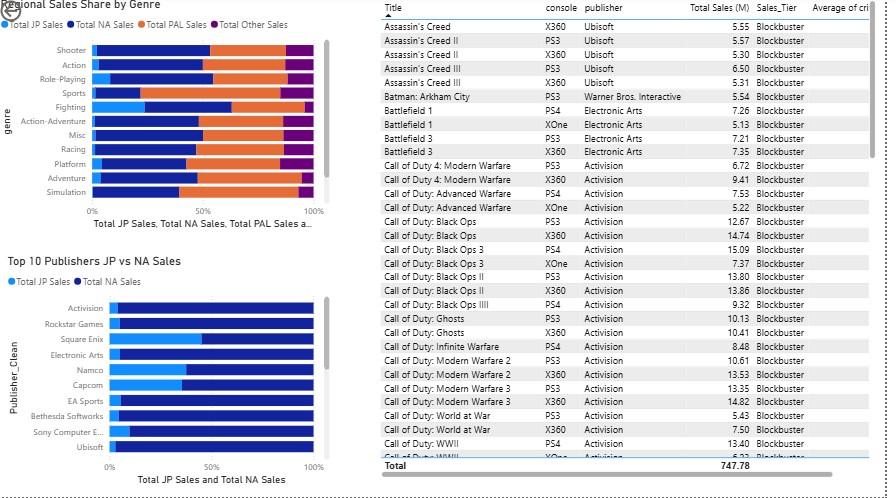 Regional Sales Share by Genre
Total JP Sales Total NA Sales Total PAL Sales Total Other Sales
genre
Shooter
Action
Role-Playing
Sports
Fighting
Action-Adventure
Misc
Racing
Platform
Adventure
Simulation
0% 50% 100%
Total JP Sales, Total NA Sales, Total PAL Sales a...
Top 10 Publishers JP vs NA Sales
Total JP Sales Total NA Sales
Publisher_Clean
Activision
Rockstar Games
Square Enix
Electronic Arts
Namco
Capcom
EA Sports
Bethesda Softworks
Sony Computer E...
Ubisoft
0% 50% 100%
Total JP Sales and Total NA Sales
Title console publisher Total Sales (M) Sales_Tier Average of cri
Assassin's Creed X360 Ubisoft 5.55 Blockbuster
Assassin's Creed II PS3 Ubisoft 5.57 Blockbuster
Assassin's Creed II X360 Ubisoft 5.30 Blockbuster
Assassin's Creed III PS3 Ubisoft 6.50 Blockbuster
Assassin's Creed III X360 Ubisoft 5.31 Blockbuster
Batman: Arkham City PS3 Warner Bros. Interactive 5.54 Blockbuster
Battlefield 1 PS4 Electronic Arts 7.26 Blockbuster
Battlefield 1 XOne Electronic Arts 5.13 Blockbuster
Battlefield 3 PS3 Electronic Arts 7.21 Blockbuster
Battlefield 3 X360 Electronic Arts 7.35 Blockbuster
Call of Duty 4: Modern Warfare PS3 Activision 6.72 Blockbuster
Call of Duty 4: Modern Warfare X360 Activision 9.41 Blockbuster
Call of Duty: Advanced Warfare PS4 Activision 7.53 Blockbuster
Call of Duty: Advanced Warfare XOne Activision 5.22 Blockbuster
Call of Duty: Black Ops PS3 Activision 12.67 Blockbuster
Call of Duty: Black Ops X360 Activision 14.74 Blockbuster
Call of Duty: Black Ops 3 PS4 Activision 15.09 Blockbuster
Call of Duty: Black Ops 3 XOne Activision 7.37 Blockbuster
Call of Duty: Black Ops II PS3 Activision 13.80 Blockbuster
Call of Duty: Black Ops II X360 Activision 13.86 Blockbuster
Call of Duty: Black Ops IIII PS4 Activision 9.32 Blockbuster
Call of Duty: Ghosts PS3 Activision 10.13 Blockbuster
Call of Duty: Ghosts X360 Activision 10.41 Blockbuster
Call of Duty: Infinite Warfare PS4 Activision 8.48 Blockbuster
Call of Duty: Modern Warfare 2 PS3 Activision 10.61 Blockbuster
Call of Duty: Modern Warfare 2 X360 Activision 13.53 Blockbuster
Call of Duty: Modern Warfare 3 PS3 Activision 13.35 Blockbuster
Call of Duty: Modern Warfare 3 X360 Activision 14.82 Blockbuster
Call of Duty: World at War PS3 Activision 5.43 Blockbuster
Call of Duty: World at War X360 Activision 7.50 Blockbuster
Call of Duty: WWII PS4 Activision 13.40 Blockbuster
Call of Duty: WWII XOne Activision 6.23 Blockbuster
Total 747.78